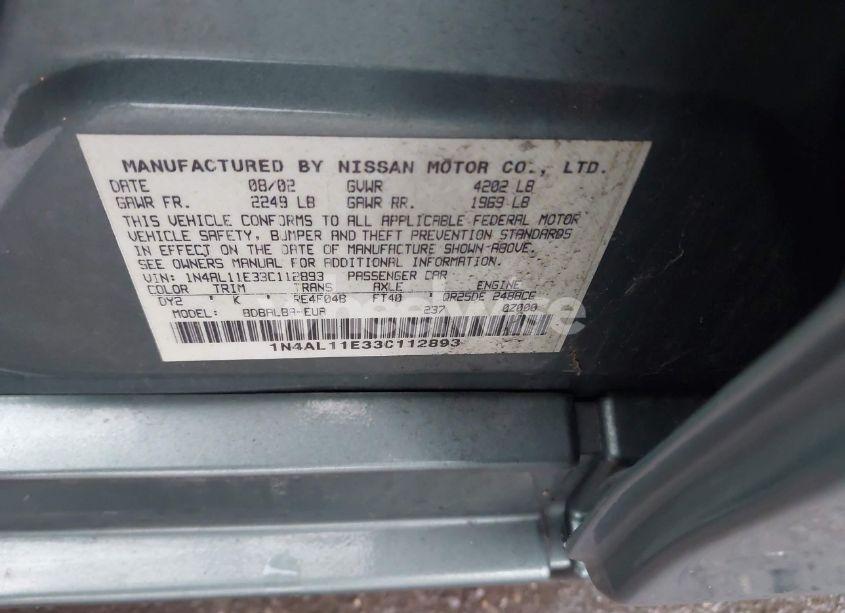 MANUFACTURED BY NISSAN MOTOR CO., LTD.
DATE 08/02 GVWR 4202 LB
GAWR FR. 2249 LB GAWR RR. 1969 LB
THIS VEHICLE CONFORMS TO ALL APPLICABLE FEDERAL MOTOR
VEHICLE SAFETY, BUMPER AND THEFT PREVENTION STANDARDS
IN EFFECT ON THE DATE OF MANUFACTURE SHOWN ABOVE.
SEE OWNERS MANUAL FOR ADDITIONAL INFORMATION.
VIN: 1N4AL11E33C112893 PASSENGER CAR
COLOR TRIM TRANS AXLE ENGINE
DY2 K RE4F04B FT40 QR25DE 2488CC
MODEL: BDBALBA-EUA 237 0Z000
1N4AL11E33C112893